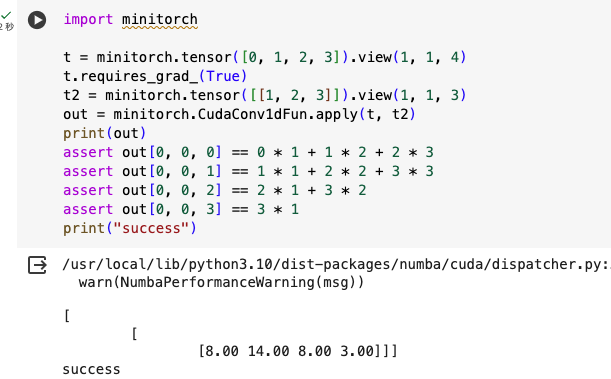 2 秒
import minitorch
t = minitorch.tensor([0, 1, 2, 3]).view(1, 1, 4)
t.requires_grad_(True)
t2 = minitorch.tensor([[1, 2, 3]]).view(1, 1, 3)
out = minitorch.CudaConv1dFun.apply(t, t2)
print(out)
assert out[0, 0, 0] == 0 * 1 + 1 * 2 + 2 * 3
assert out[0, 0, 1] == 1 * 1 + 2 * 2 + 3 * 3
assert out[0, 0, 2] == 2 * 1 + 3 * 2
assert out[0, 0, 3] == 3 * 1
print("success")
/usr/local/lib/python3.10/dist-packages/numba/cuda/dispatcher.py:
warn(NumbaPerformanceWarning(msg))
[
[
[8.00 14.00 8.00 3.00]]]
success